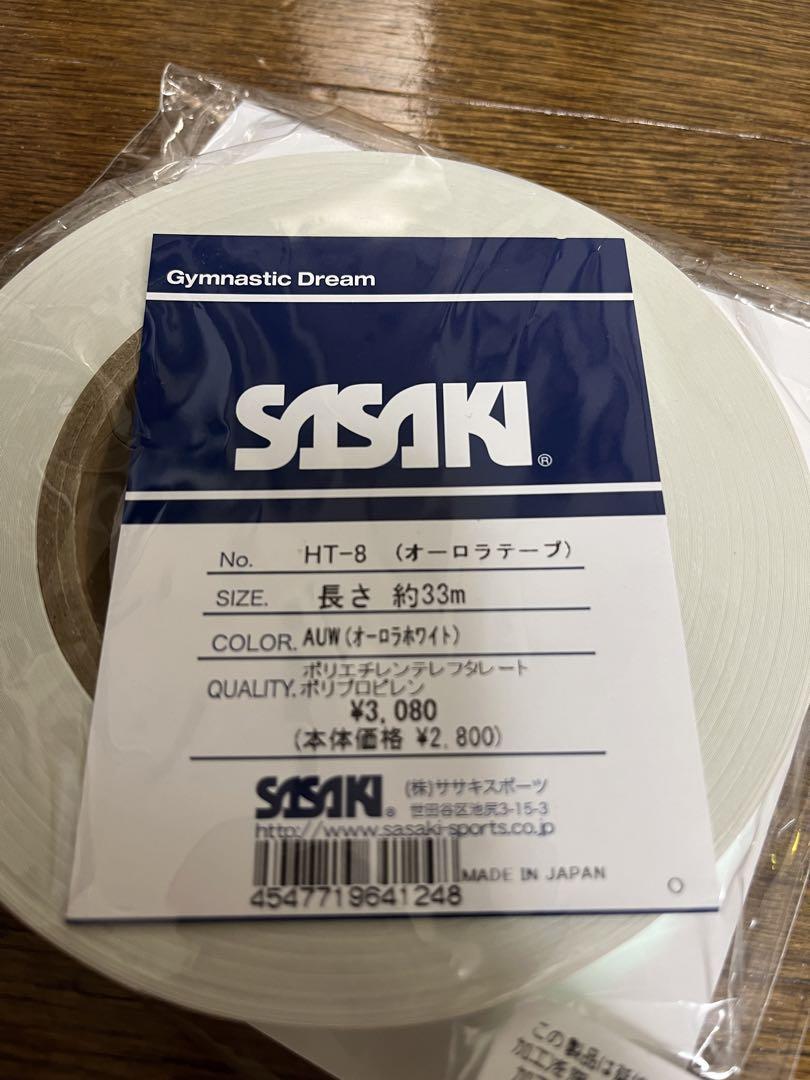 Gymnastic Dream
SASAKI®
No. HT-8 (オーロラテープ)
SIZE. 長さ 約33m
COLOR. AUW(オーロラホワイト)
QUALITY. ポリエチレンテレフタレート
ポリプロピレン
¥3,080
(本体価格 ¥2,800)
SASAKI® (株)ササキスポーツ
世田谷区池尻3-15-3
http://www.sasaki-sports.co.jp
MADE IN JAPAN
4547719641248
この製品は
加工を